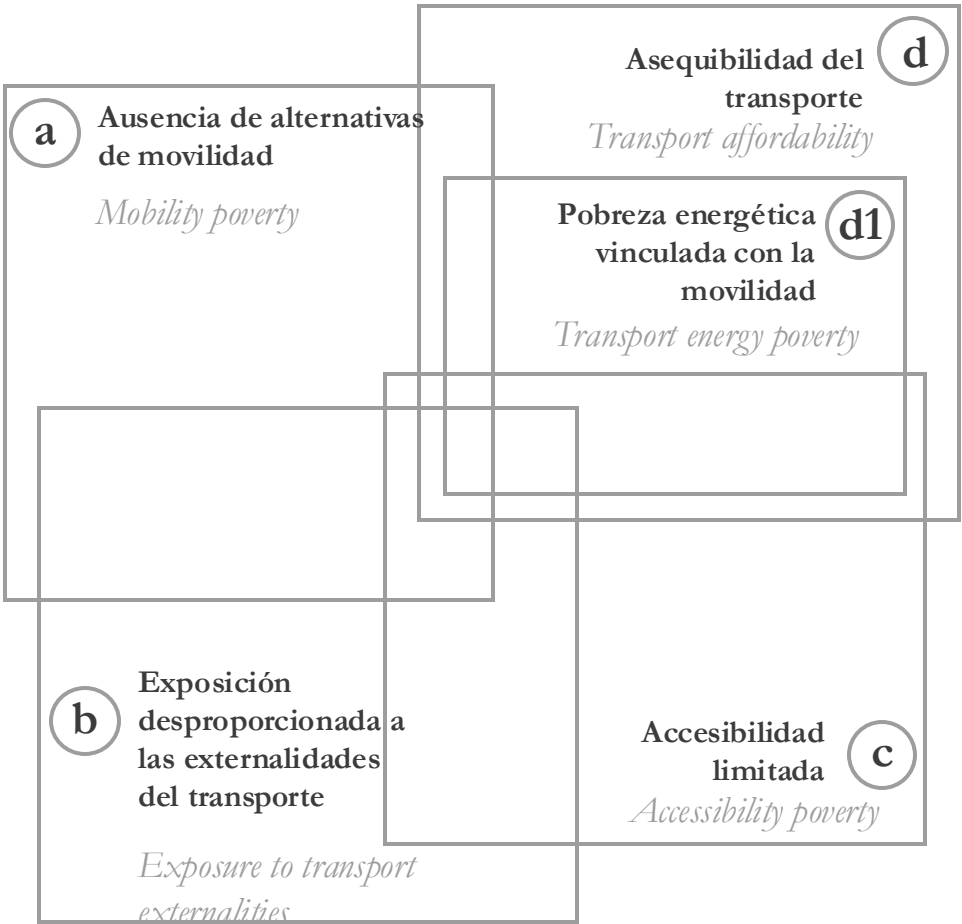 a
Ausencia de alternativas
de movilidad
Mobility poverty
d
Asequibilidad del
transporte
Transport affordability
d1
Pobreza energética
vinculada con la
movilidad
Transport energy poverty
b
Exposición
desproporcionada a
las externalidades
del transporte
Exposure to transport
externalities
c
Accesibilidad
limitada
Accessibility poverty